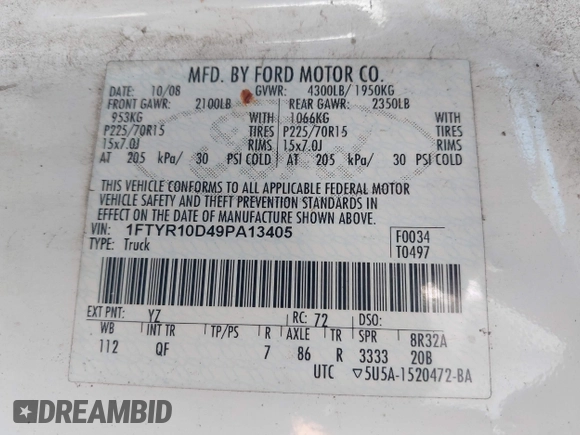 MFD. BY FORD MOTOR CO.
DATE: 10/08 GVWR: 4300LB/ 1950KG
FRONT GAWR: 2100LB REAR GAWR: 2350LB
953KG WITH 1066KG WITH
P225/70R15 TIRES P225/70R15 TIRES
15x7.0J RIMS 15x7.0J RIMS
AT 205 kPa/ 30 PSI COLD AT 205 kPa/ 30 PSI COLD
THIS VEHICLE CONFORMS TO ALL APPLICABLE FEDERAL MOTOR
VEHICLE SAFETY AND THEFT PREVENTION STANDARDS IN
EFFECT ON THE DATE OF MANUFACTURE SHOWN ABOVE.
VIN: 1FTYR10D49PA13405 F0034
TYPE: Truck T0497
EXT PNT: YZ RC: 72 DSO:
WB INT TR TP/PS R AXLE TR SPR 8R32A
112 QF 7 86 R 3333 20B
UTC ▽5U5A-1520472-BA
DREAMBID